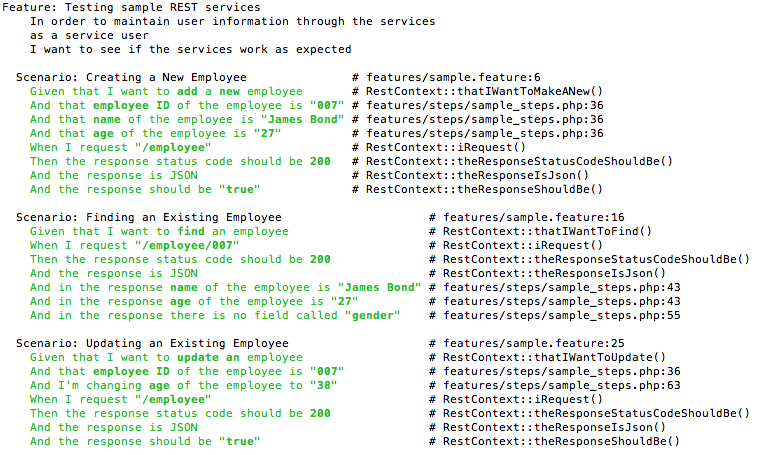 Feature: Testing sample REST services
    In order to maintain user information through the services
    as a service user
    I want to see if the services work as expected

  Scenario: Creating a New Employee               # features/sample.feature:6
    Given that I want to add a new employee       # RestContext::thatIWantToMakeANew()
    And that employee ID of the employee is "007" # features/steps/sample_steps.php:36
    And that name of the employee is "James Bond" # features/steps/sample_steps.php:36
    And that age of the employee is "27"          # features/steps/sample_steps.php:36
    When I request "/employee"                    # RestContext::iRequest()
    Then the response status code should be 200   # RestContext::theResponseStatusCodeShouldBe()
    And the response is JSON                      # RestContext::theResponseIsJson()
    And the response should be "true"             # RestContext::theResponseShouldBe()

  Scenario: Finding an Existing Employee                     # features/sample.feature:16
    Given that I want to find an employee                    # RestContext::thatIWantToFind()
    When I request "/employee/007"                           # RestContext::iRequest()
    Then the response status code should be 200              # RestContext::theResponseStatusCodeShouldBe()
    And the response is JSON                                 # RestContext::theResponseIsJson()
    And in the response name of the employee is "James Bond" # features/steps/sample_steps.php:43
    And in the response age of the employee is "27"          # features/steps/sample_steps.php:43
    And in the response there is no field called "gender"    # features/steps/sample_steps.php:55

  Scenario: Updating an Existing Employee                    # features/sample.feature:25
    Given that I want to update an employee                  # RestContext::thatIWantToUpdate()
    And that employee ID of the employee is "007"            # features/steps/sample_steps.php:36
    And I'm changing age of the employee to "38"             # features/steps/sample_steps.php:63
    When I request "/employee"                               # RestContext::iRequest()
    Then the response status code should be 200              # RestContext::theResponseStatusCodeShouldBe()
    And the response is JSON                                 # RestContext::theResponseIsJson()
    And the response should be "true"                        # RestContext::theResponseShouldBe()